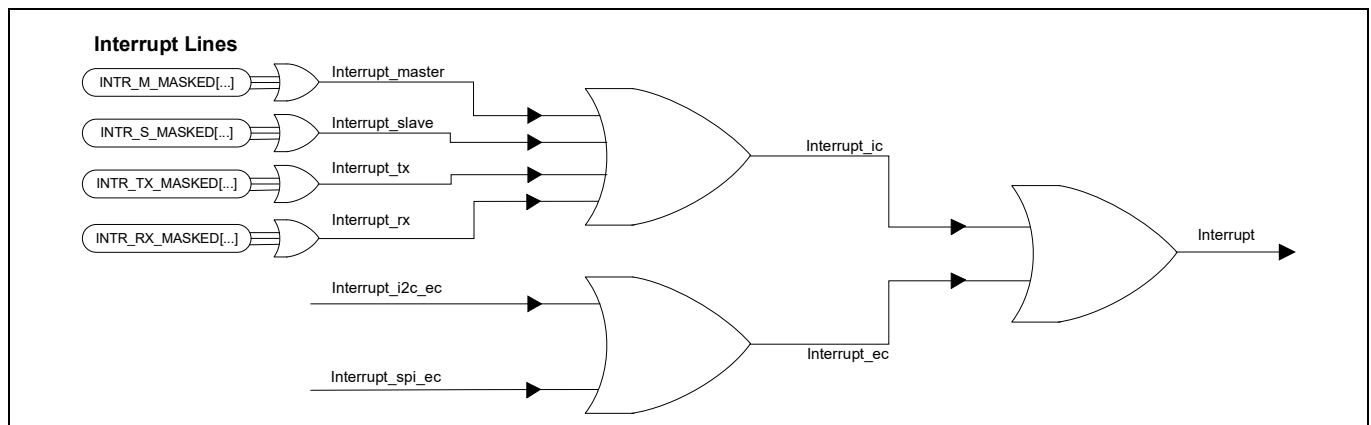 Interrupt Lines
INTR_M_MASKED[...]
Interrupt_master
INTR_S_MASKED[...]
Interrupt_slave
INTR_TX_MASKED[...]
Interrupt_tx
INTR_RX_MASKED[...]
Interrupt_rx
Interrupt_ic
Interrupt
Interrupt_i2c_ec
Interrupt_ec
Interrupt_spi_ec